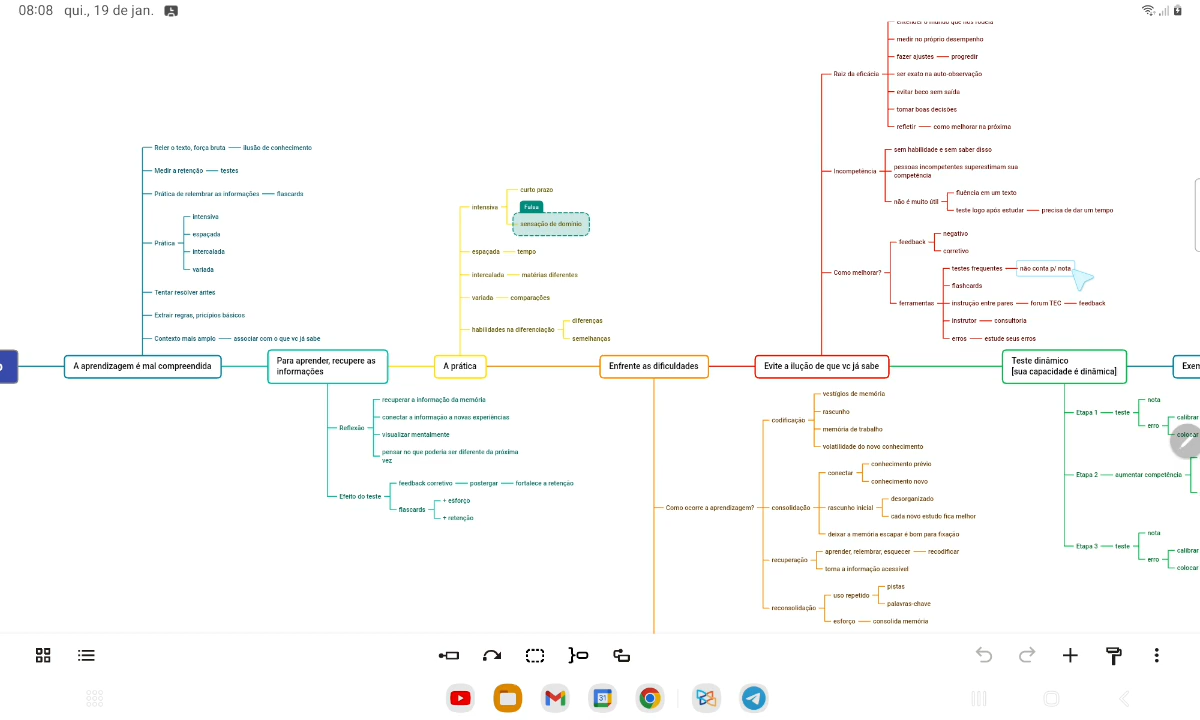 08:08 qui., 19 de jan.
medir no próprio desempenho
fazer ajustes
progredir
Raiz da eficácia
ser exato na auto-observação
evitar beco sem saída
tomar boas decisões
refletir
como melhorar na próxima
sem habilidade e sem saber disso
Incompetência
pessoas incompetentes superestimam sua
competência
não é muito útil
fluência em um texto
teste logo após estudar
precisa de dar um tempo
Como melhorar?
feedback
negativo
corretivo
ferramentas
testes frequentes
não conta p/ nota
flashcards
instrução entre pares
forum TEC
feedback
instrutor
consultoria
erros
estude seus erros
Reler o texto, força bruta
ilusão de conhecimento
Medir a retenção
testes
Prática de relembrar as informações
flascards
Prática
intensiva
espaçada
intercalada
variada
Tentar resolver antes
Extrair regras, pricípios básicos
Contexto mais amplo
associar com o que vc já sabe
intensiva
curto prazo
Falsa
sensação de domínio
espaçada
tempo
intercalada
matérias diferentes
variada
comparações
habilidades na diferenciação
diferenças
semelhanças
A aprendizagem é mal compreendida
Para aprender, recupere as
informações
A prática
Enfrente as dificuldades
Evite a ilução de que vc já sabe
Teste dinâmico
[sua capacidade é dinâmica]
Exem
Reflexão
recuperar a informação da memória
conectar a informação a novas experiências
visualizar mentalmente
pensar no que poderia ser diferente da próxima
vez
Efeito do teste
feedback corretivo
postergar
fortalece a retenção
flascards
+ esforço
+ retenção
Como ocorre a aprendizagem?
codificação
vestígios de memória
rascunho
memória de trabalho
volatilidade do novo conhecimento
consolidação
conectar
conhecimento prévio
conhecimento novo
rascunho inicial
desorganizado
cada novo estudo fica melhor
deixar a memória escapar é bom para fixação
recuperação
aprender, relembrar, esquecer
recodificar
torna a informação acessível
reconsolidação
uso repetido
pistas
palavras-chave
esforço
consolida memória
Etapa 1
teste
nota
erro
calibrar
Etapa 2
aumentar competência
Etapa 3
teste
nota
erro
calibrar
colocar
31